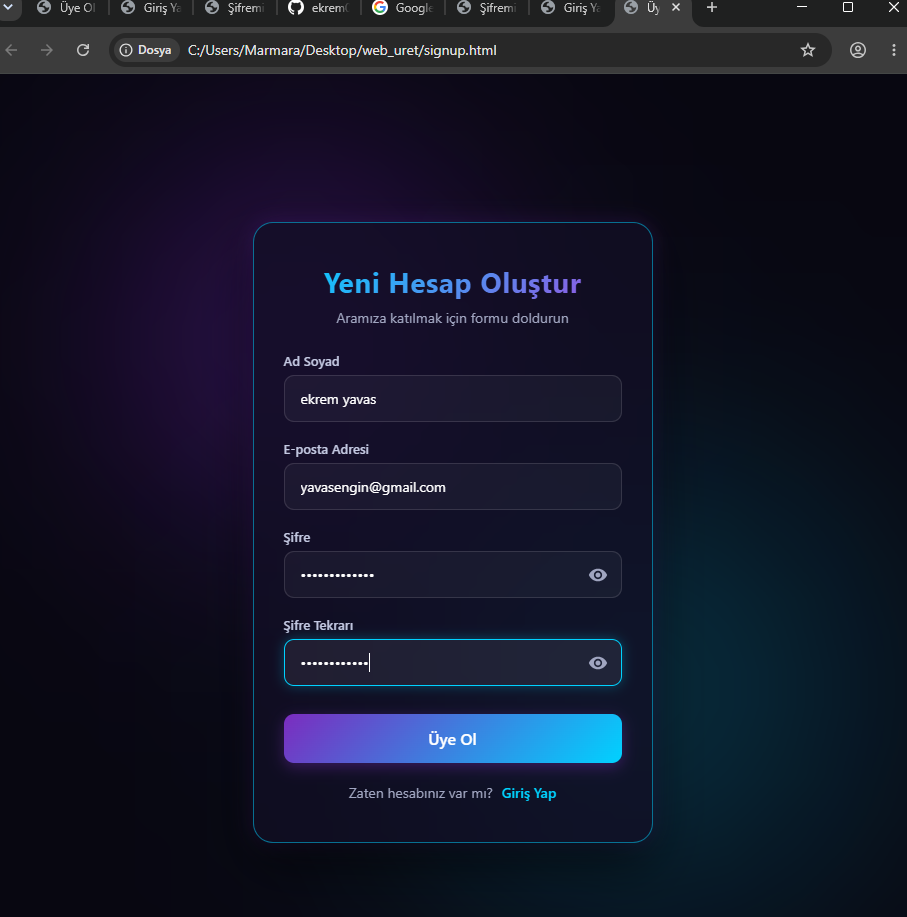 Üye Ol
Giriş Ya
Şifremi
ekrem
Google
Şifremi
Giriş Ya
Üy
Dosya
C:/Users/Marmara/Desktop/web_uret/signup.html
Yeni Hesap Oluştur
Aramıza katılmak için formu doldurun
Ad Soyad
ekrem yavas
E-posta Adresi
yavasengin@gmail.com
Şifre
•••••••••••••
Şifre Tekrarı
••••••••••••
Üye Ol
Zaten hesabınız var mı? Giriş Yap